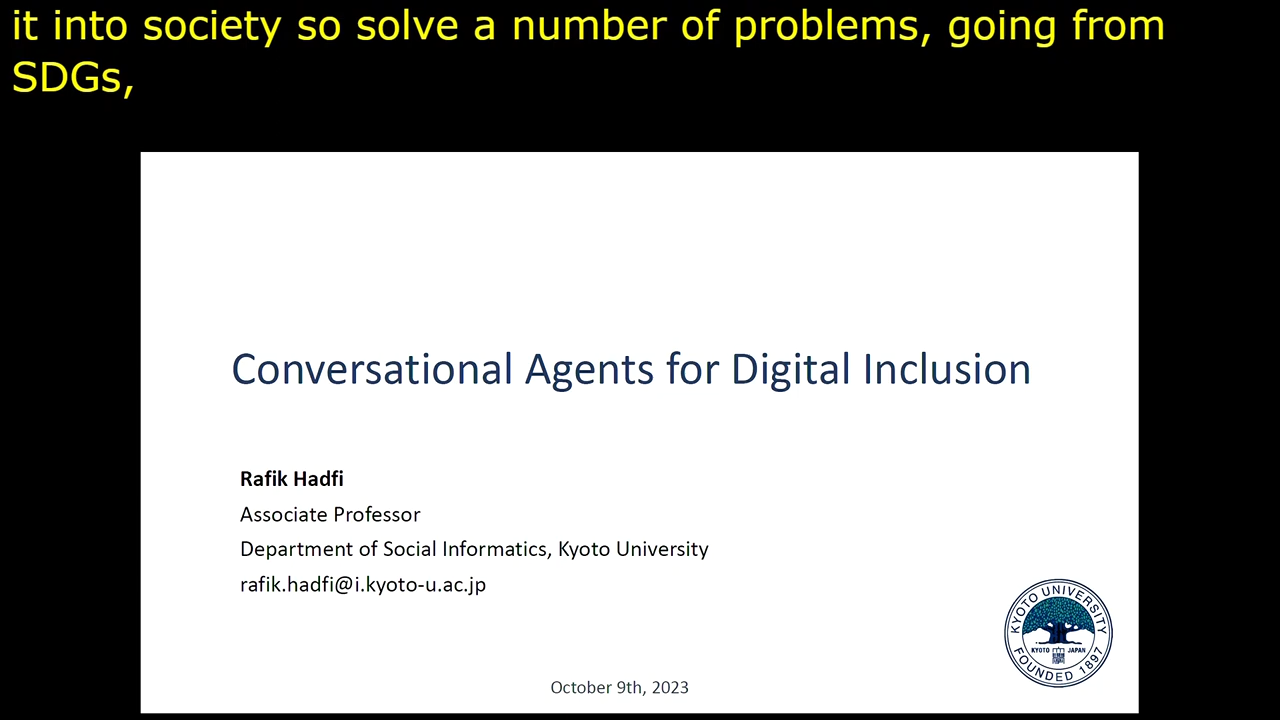 it into society so solve a number of problems, going from
SDGs,
Conversational Agents for Digital Inclusion
Rafik Hadfi
Associate Professor
Department of Social Informatics, Kyoto University
rafik.hadfi@i.kyoto-u.ac.jp
KYOTO UNIVERSITY
KYOTO JAPAN
FOUNDED 1897
October 9th, 2023